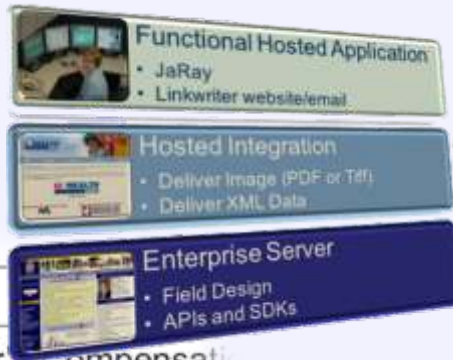 Functional Hosted Application
• JaRay
• Linkwriter website/email
Hosted Integration
• Deliver Image (PDF or Tiff)
• Deliver XML Data
Enterprise Server
• Field Design
• APIs and SDKs